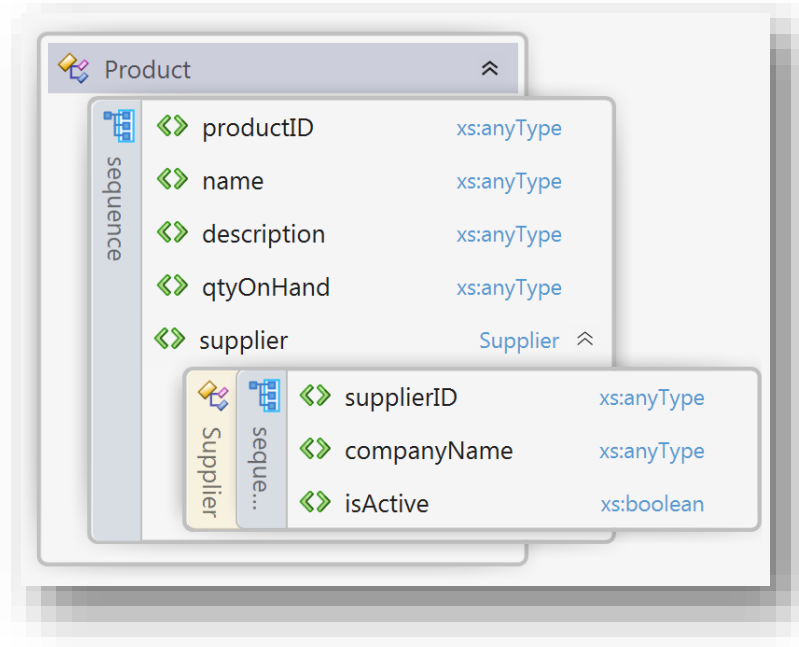 Product
sequence
productID xs:anyType
name xs:anyType
description xs:anyType
qtyOnHand xs:anyType
supplier Supplier
Supplier
seque...
supplierID xs:anyType
companyName xs:anyType
isActive xs:boolean